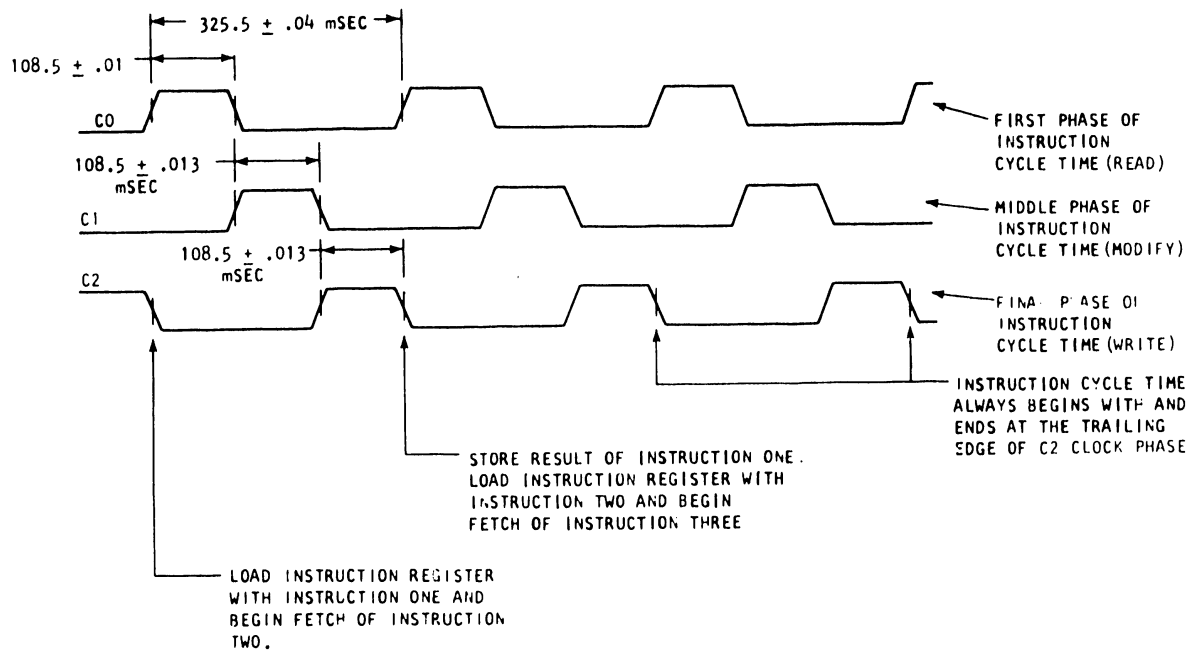 325.5 ± .04 mSEC
108.5 ± .01
C0
FIRST PHASE OF
INSTRUCTION
CYCLE TIME (READ)
108.5 ± .013
mSEC
C1
MIDDLE PHASE OF
INSTRUCTION
CYCLE TIME (MODIFY)
108.5 ± .013
mSEC
C2
FINAL PHASE OF
INSTRUCTION
CYCLE TIME (WRITE)
INSTRUCTION CYCLE TIME
ALWAYS BEGINS WITH AND
ENDS AT THE TRAILING
EDGE OF C2 CLOCK PHASE
STORE RESULT OF INSTRUCTION ONE.
LOAD INSTRUCTION REGISTER WITH
INSTRUCTION TWO AND BEGIN
FETCH OF INSTRUCTION THREE
LOAD INSTRUCTION REGISTER
WITH INSTRUCTION ONE AND
BEGIN FETCH OF INSTRUCTION
TWO.